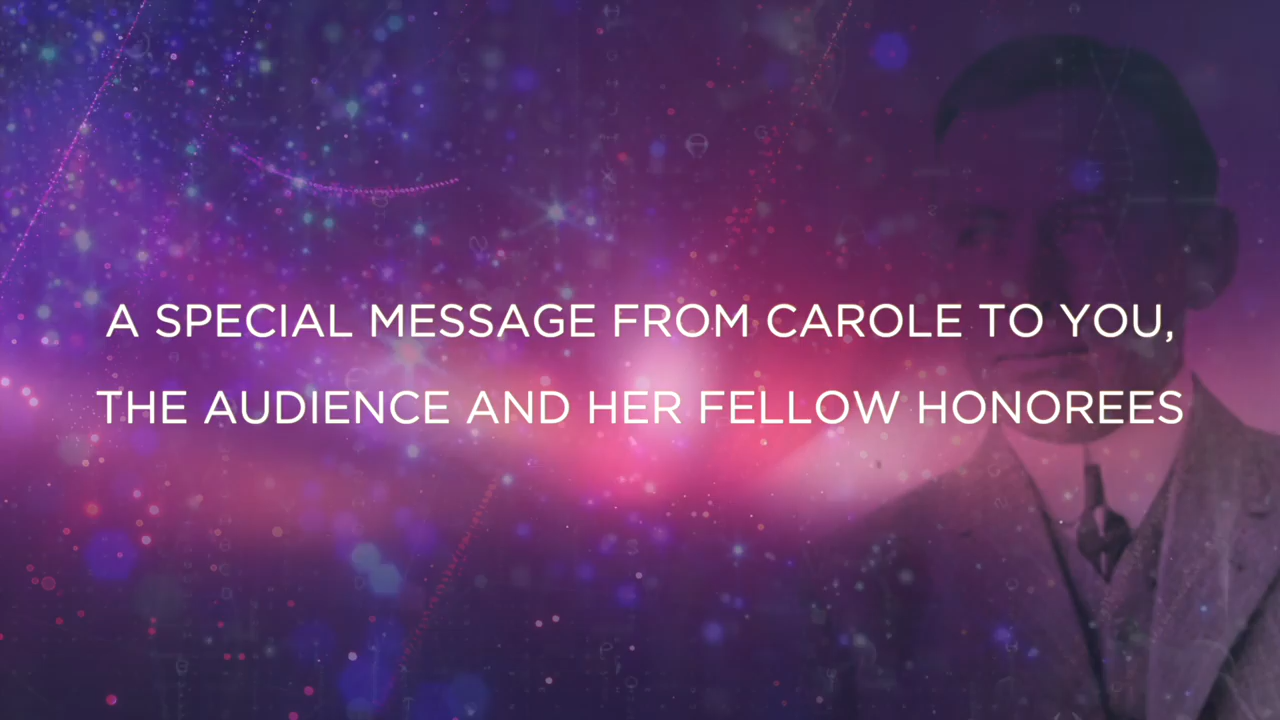 A SPECIAL MESSAGE FROM CAROLE TO YOU,
THE AUDIENCE AND HER FELLOW HONOREES